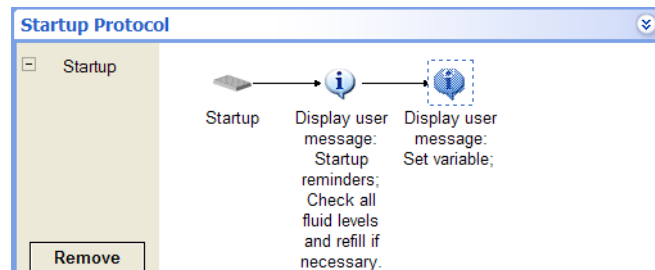 Startup Protocol
Startup
Startup
Display user
message:
Startup
reminders;
Check all
fluid levels
and refill if
necessary.
Display user
message:
Set variable;
Remove